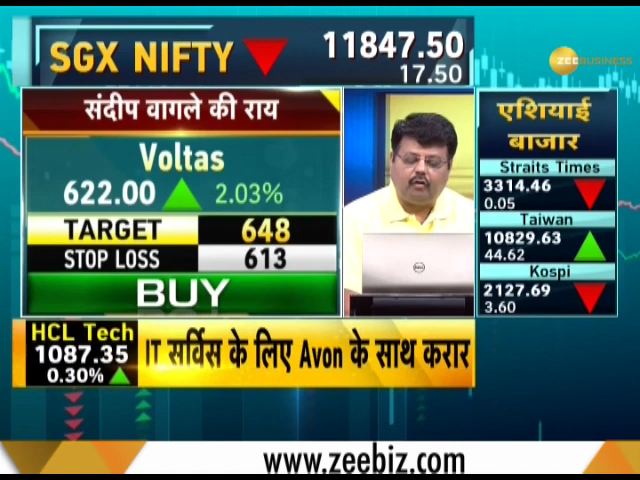 SGX NIFTY
11847.50
17.50
ZEE BUSINESS
संदीप वागले की राय
Voltas
622.00 2.03%
TARGET 648
STOP LOSS 613
BUY
एशियाई
बाजार
Straits Times
3314.46
0.05
Taiwan
10829.63
44.62
Kospi
2127.69
3.60
DELL
HCL Tech
1087.35
0.30%
IT सर्विस के लिए Avon के साथ करार
www.zeebiz.com